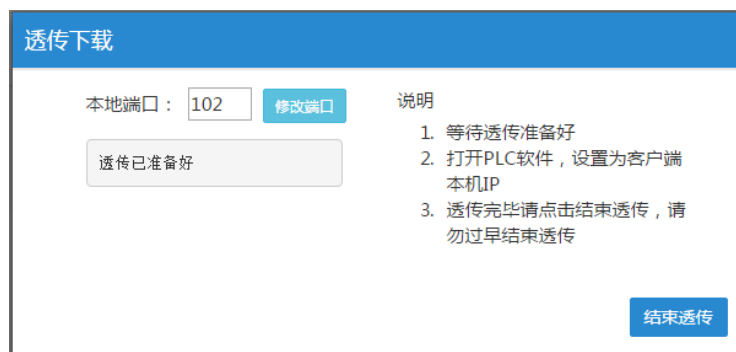 透传下载
本地端口： 102 修改端口
透传已准备好
说明
1. 等待透传准备好
2. 打开PLC软件，设置为客户端
本机IP
3. 透传完毕请点击结束透传，请
勿过早结束透传
结束透传